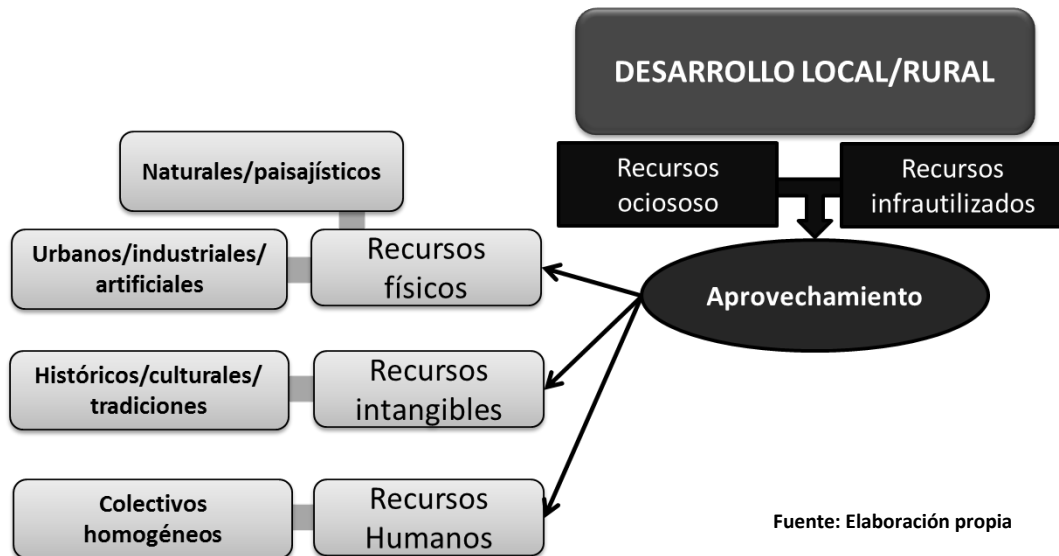 DESARROLLO LOCAL/RURAL
Recursos
ociososo
Recursos
infrautilizados
Aprovechamiento
Naturales/paisajísticos
Urbanos/industriales/
artificiales
Recursos
físicos
Históricos/culturales/
tradiciones
Recursos
intangibles
Colectivos
homogéneos
Recursos
Humanos
Fuente: Elaboración propia